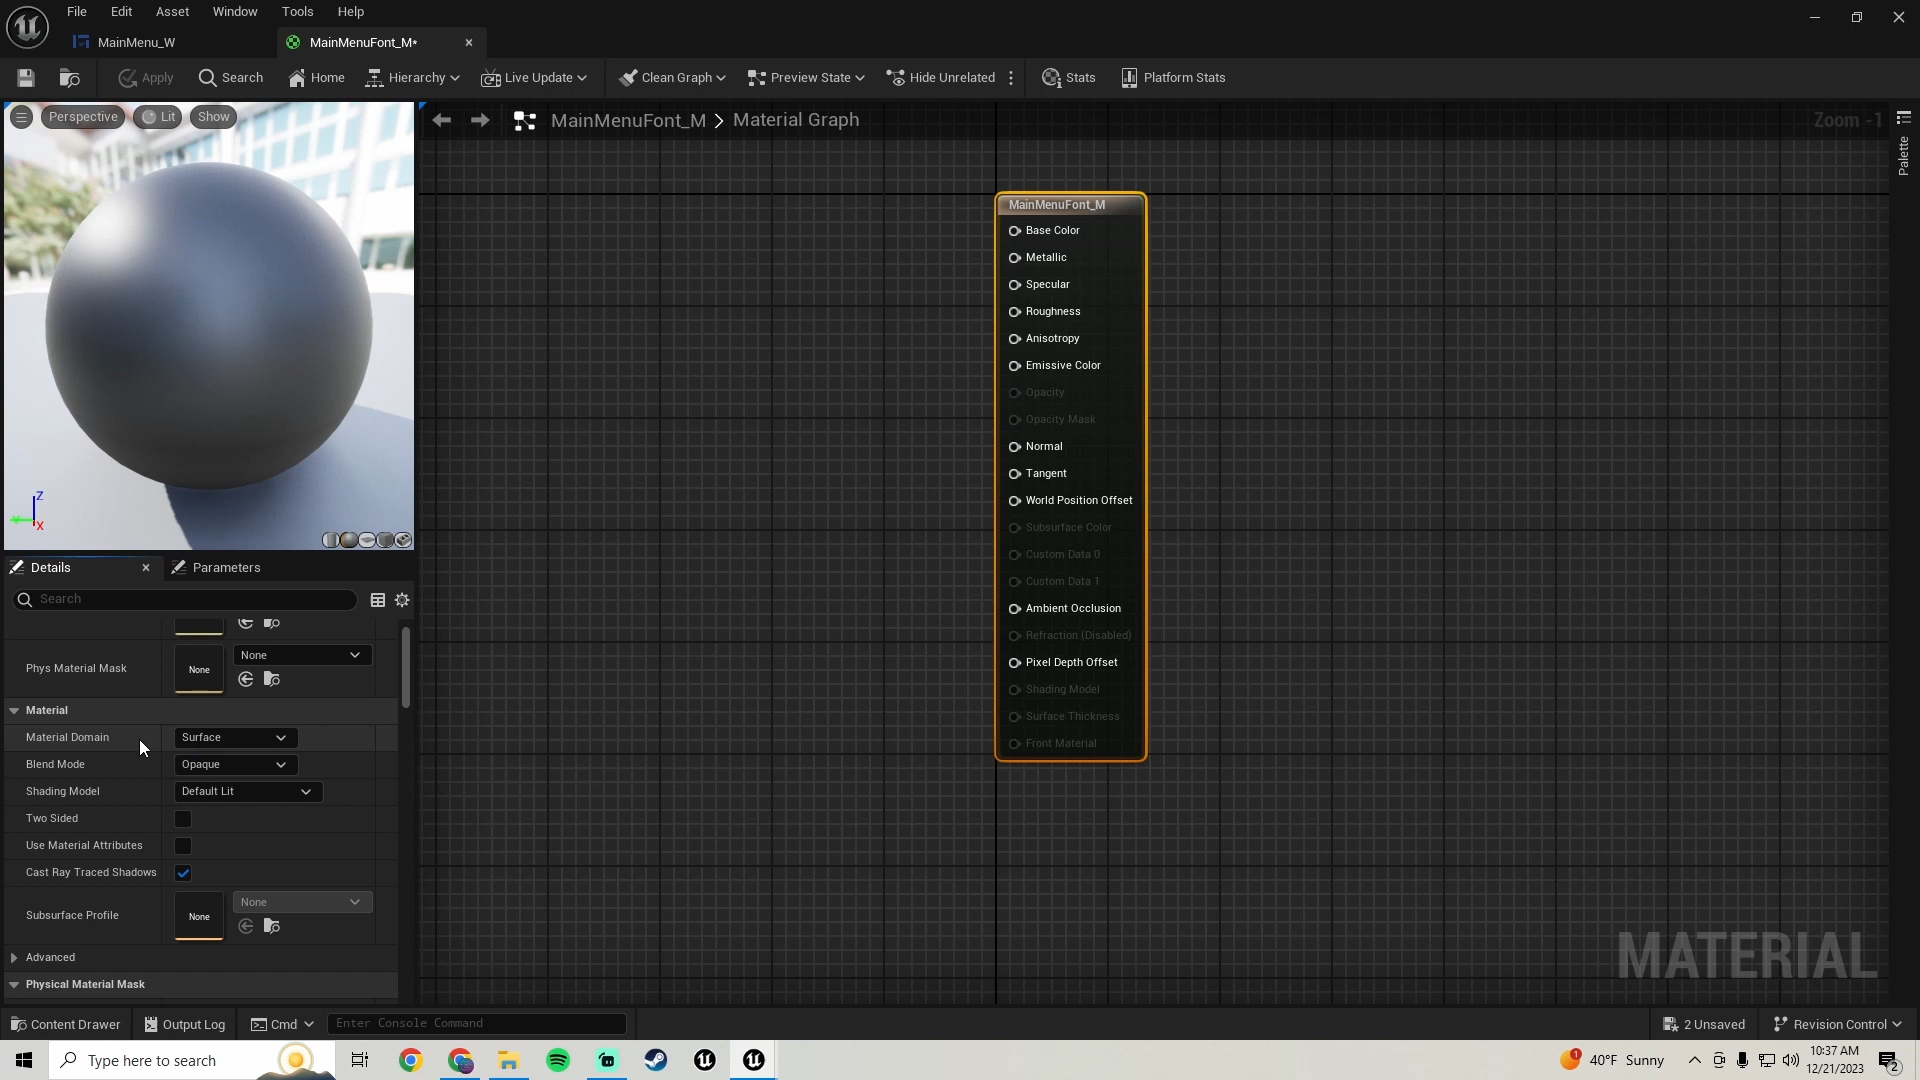 File Edit Asset Window Tools Help
MainMenu_W
MainMenuFont_M*
Apply Search Home Hierarchy Live Update Clean Graph Preview State Hide Unrelated Stats Platform Stats
Perspective Lit Show
MainMenuFont_M > Material Graph
Zoom -1
Palette
MainMenuFont_M
Base Color
Metallic
Specular
Roughness
Anisotropy
Emissive Color
Opacity
Opacity Mask
Normal
Tangent
World Position Offset
Subsurface Color
Custom Data 0
Custom Data 1
Ambient Occlusion
Refraction (Disabled)
Pixel Depth Offset
Shading Model
Surface Thickness
Front Material
Z
Y
X
Details
Parameters
Search
Phys Material Mask
None
None
Material
Material Domain Surface
Blend Mode Opaque
Shading Model Default Lit
Two Sided
Use Material Attributes
Cast Ray Traced Shadows
Subsurface Profile
None
None
Advanced
Physical Material Mask
MATERIAL
Content Drawer Output Log Cmd Enter Console Command
2 Unsaved Revision Control
Type here to search
1
40°F Sunny
10:37 AM
12/21/2023
2